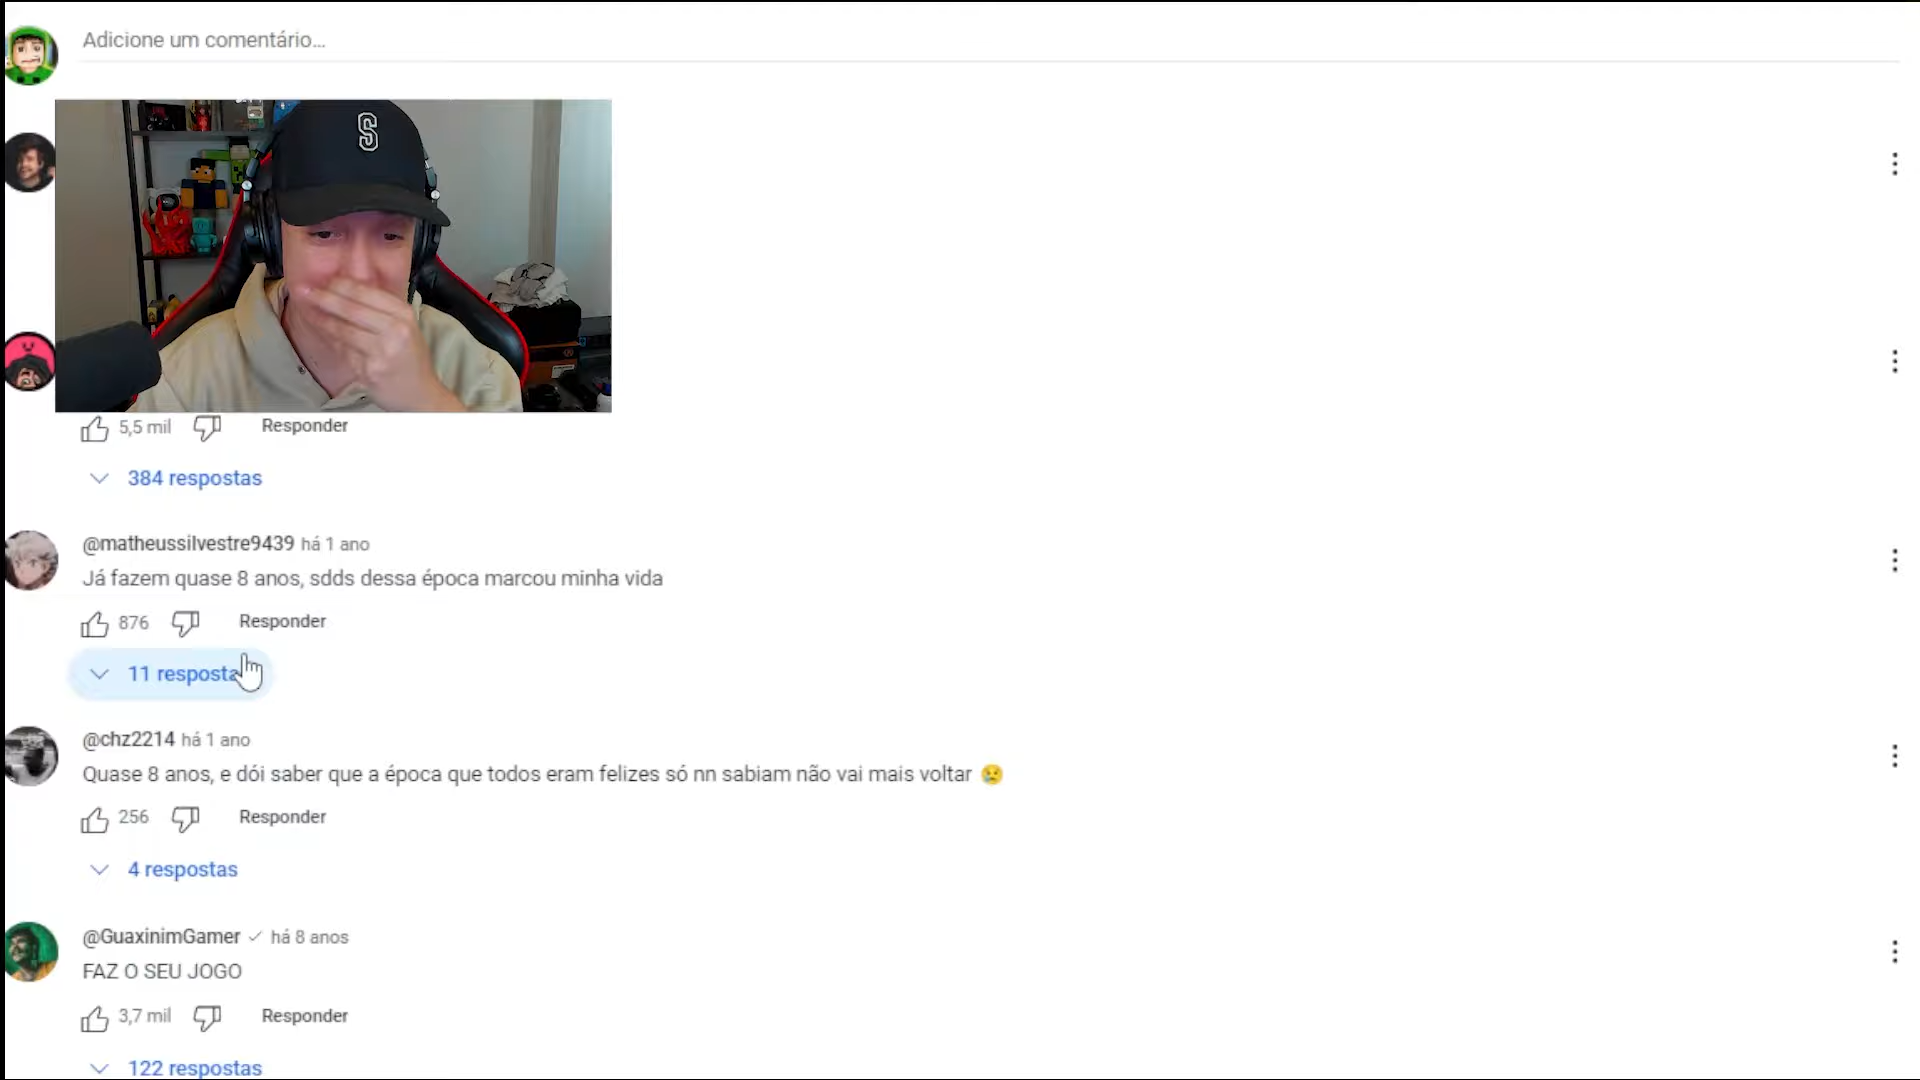 Adicione um comentário...
S
5,5 mil Responder
384 respostas
@matheussilvestre9439 há 1 ano
Já fazem quase 8 anos, sdds dessa época marcou minha vida
876 Responder
11 resposta
@chz2214 há 1 ano
Quase 8 anos, e dói saber que a época que todos eram felizes só nn sabiam não vai mais voltar 😢
256 Responder
4 respostas
@GuaxinimGamer há 8 anos
FAZ O SEU JOGO
3,7 mil Responder
122 respostas